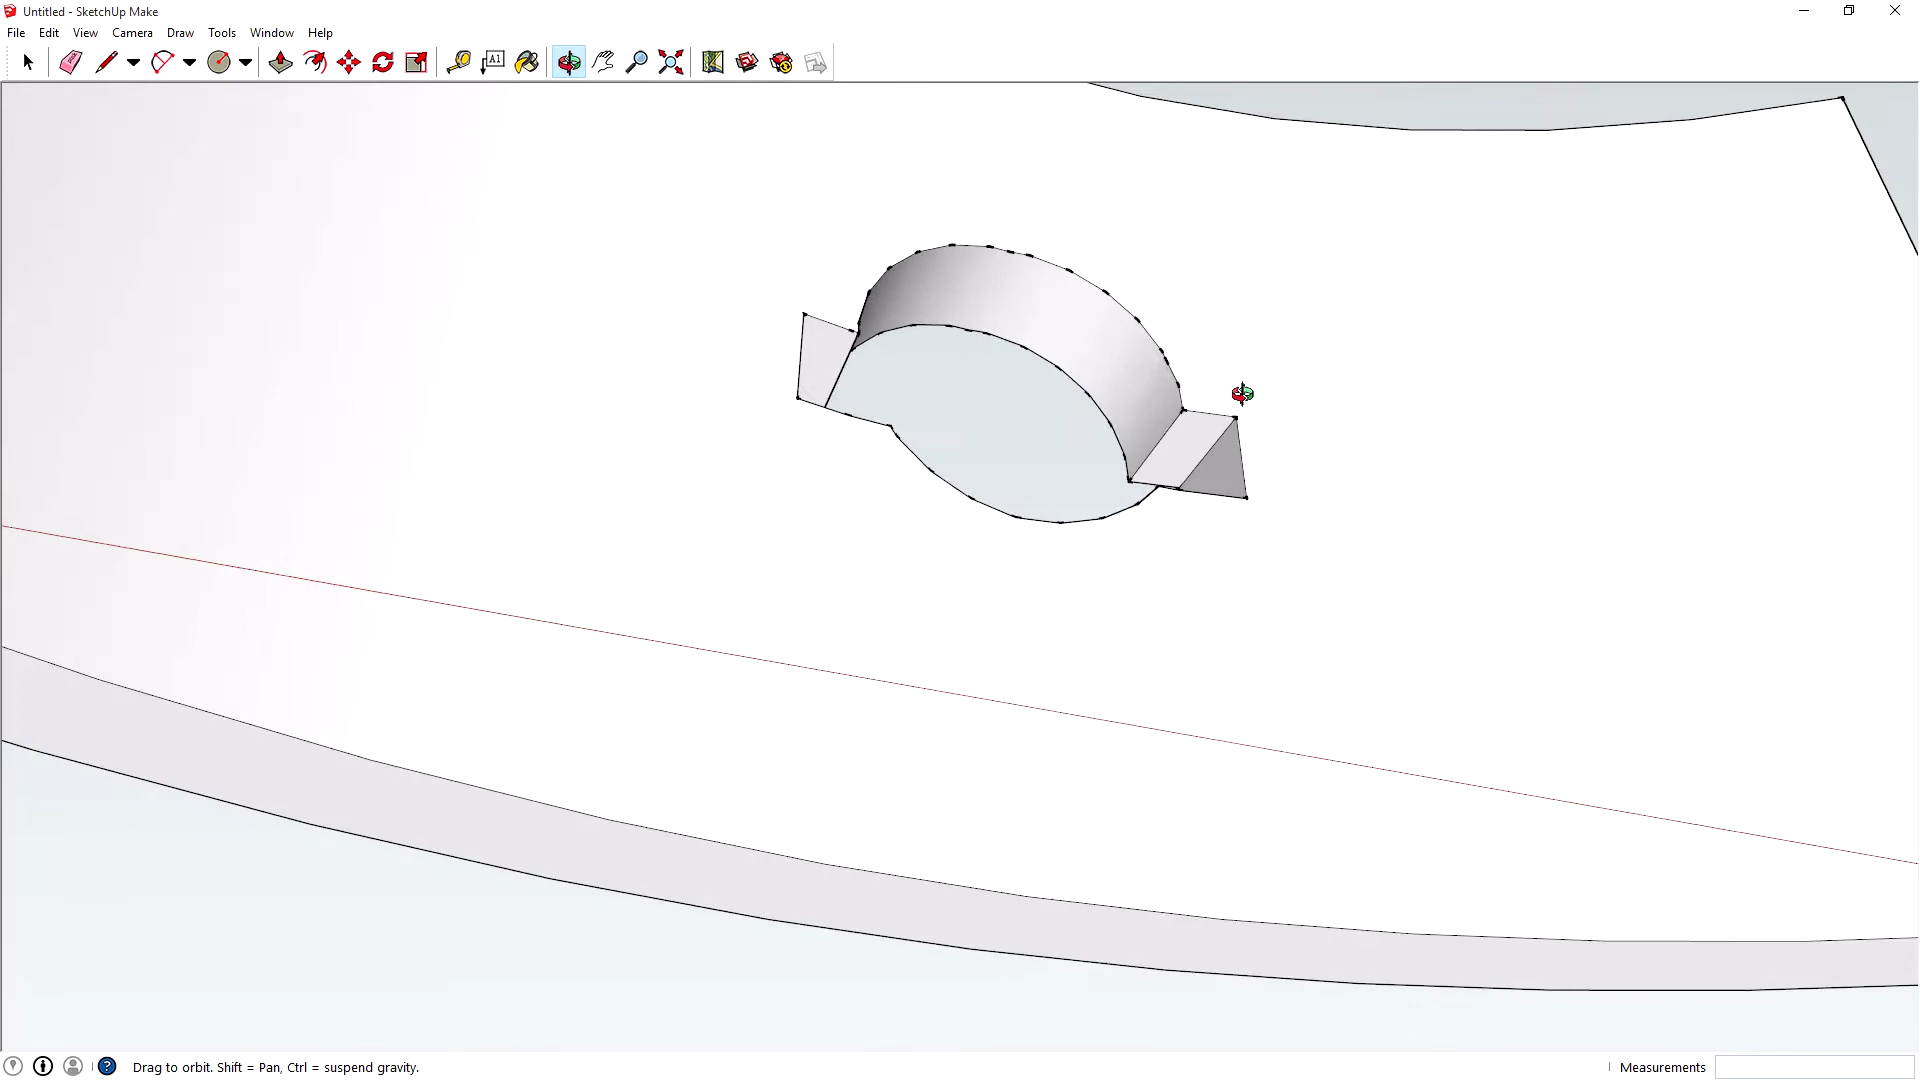 Untitled - SketchUp Make
File Edit View Camera Draw Tools Window Help
A1
? Drag to orbit. Shift = Pan, Ctrl = suspend gravity. Measurements